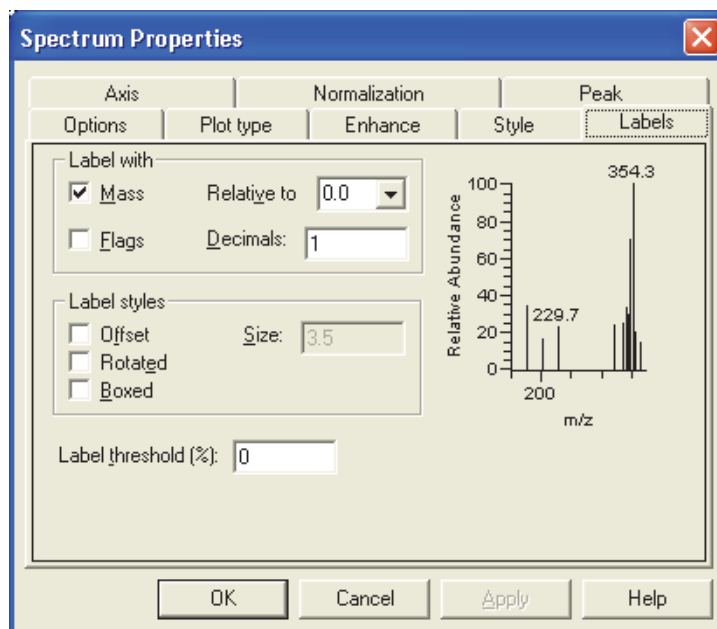 Spectrum Properties
Axis Normalization Peak
Options Plot type Enhance Style Labels
Label with
Mass Relative to 0.0
Flags Decimals: 1
Label styles
Offset Size: 3.5
Rotated
Boxed
Label threshold (%): 0
354.3
100
80
60
40
20
0
229.7
Relative Abundance
200
m/z
OK Cancel Apply Help